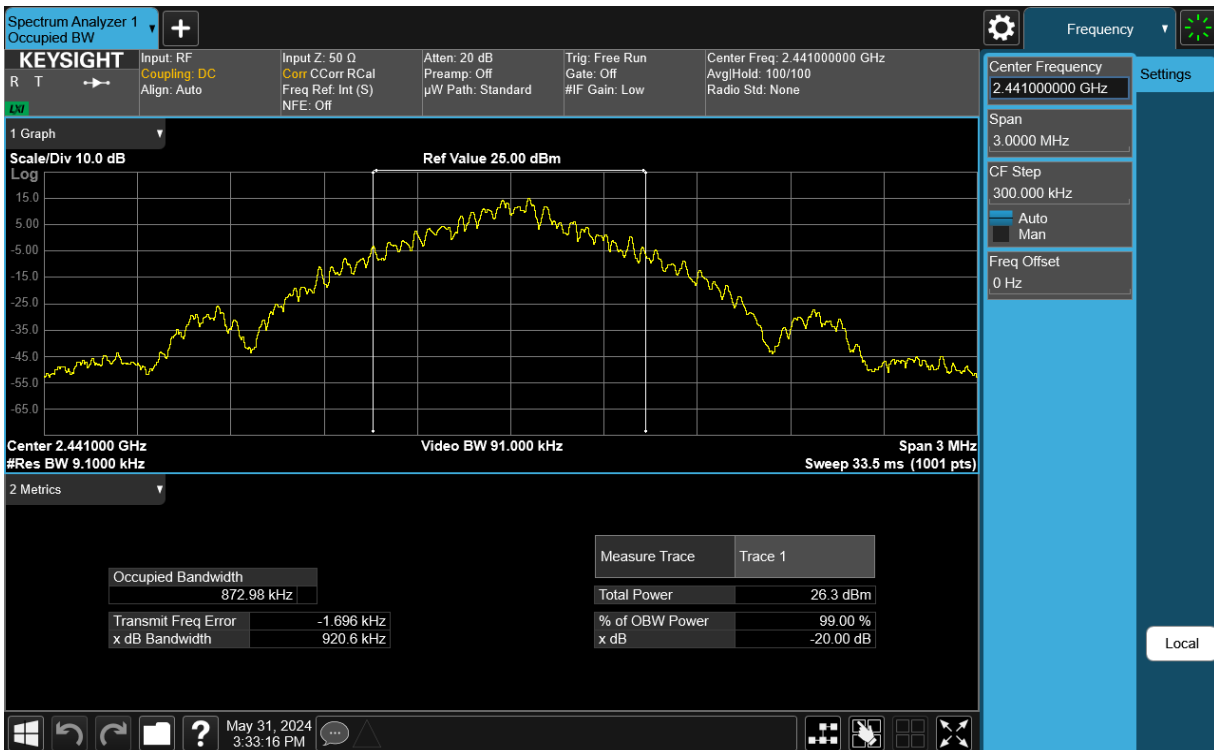 Spectrum Analyzer 1
Occupied BW
Frequency
KEYSIGHT
R T
LXI
Input: RF
Coupling: DC
Align: Auto
Input Z: 50 Ω
Corr CCorr RCal
Freq Ref: Int (S)
NFE: Off
Atten: 20 dB
Preamp: Off
µW Path: Standard
Trig: Free Run
Gate: Off
#IF Gain: Low
Center Freq: 2.441000000 GHz
Avg|Hold: 100/100
Radio Std: None
Center Frequency
2.441000000 GHz
Settings
Span
3.0000 MHz
CF Step
300.000 kHz
Auto
Man
Freq Offset
0 Hz
Local
1 Graph
Scale/Div 10.0 dB
Ref Value 25.00 dBm
Log
15.0
5.00
-5.00
-15.0
-25.0
-35.0
-45.0
-55.0
-65.0
Center 2.441000 GHz
#Res BW 9.1000 kHz
Video BW 91.000 kHz
Span 3 MHz
Sweep 33.5 ms (1001 pts)
2 Metrics
Occupied Bandwidth
872.98 kHz
Transmit Freq Error -1.696 kHz
x dB Bandwidth 920.6 kHz
Measure Trace Trace 1
Total Power 26.3 dBm
% of OBW Power 99.00 %
x dB -20.00 dB
?
May 31, 2024
3:33:16 PM